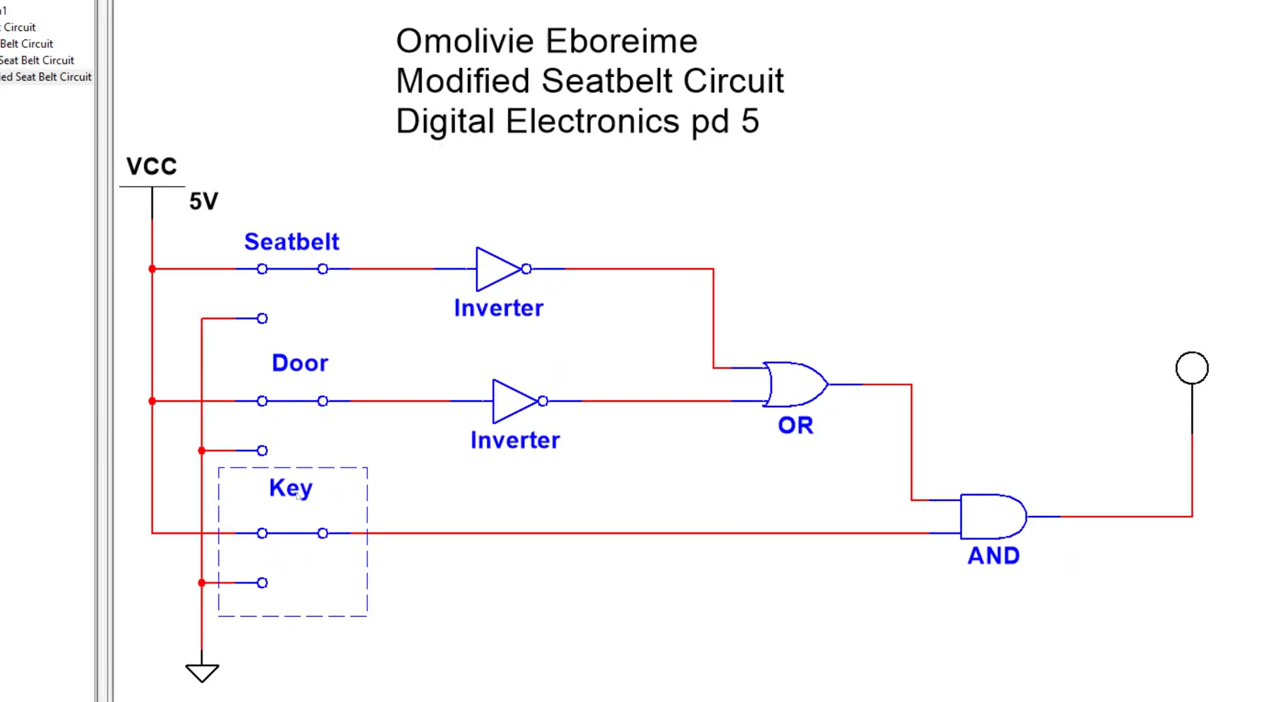 n1
t Circuit
Belt Circuit
Seat Belt Circuit
ied Seat Belt Circuit
Omolivie Eboreime
Modified Seatbelt Circuit
Digital Electronics pd 5
VCC
5V
Seatbelt
Inverter
Door
Inverter
OR
Key
AND